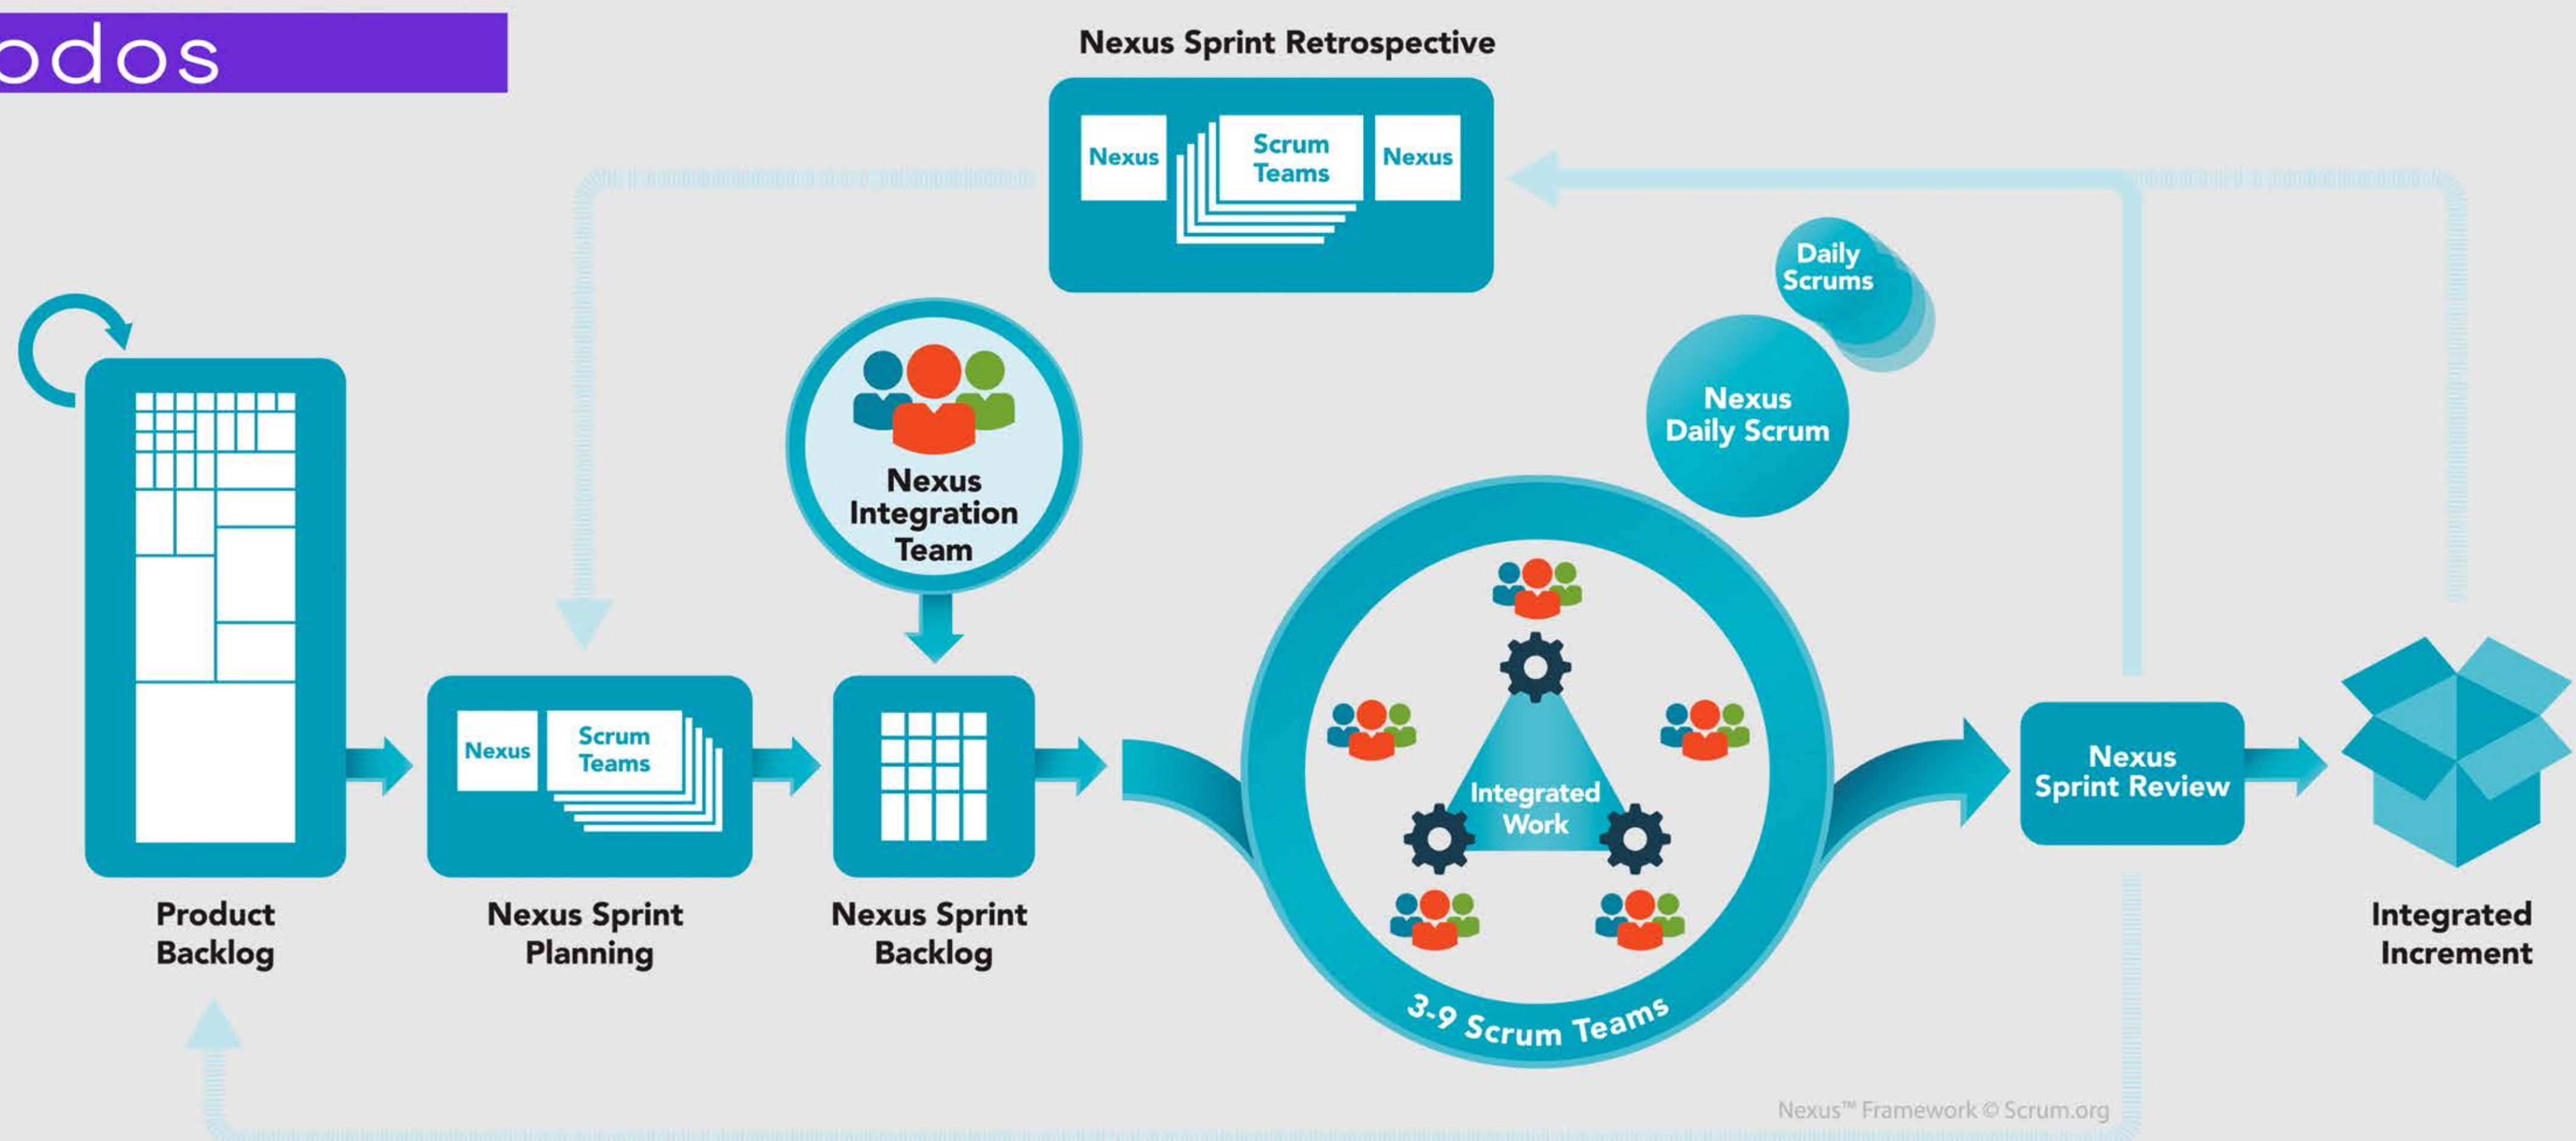 odos
Nexus Sprint Retrospective
Nexus
Scrum
Teams
Nexus
Daily
Scrums
Nexus
Daily Scrum
Nexus
Integration
Team
Nexus
Scrum
Teams
Integrated
Work
Nexus
Sprint Review
Product
Backlog
Nexus Sprint
Planning
Nexus Sprint
Backlog
Integrated
Increment
3-9 Scrum Teams
Nexus™ Framework © Scrum.org